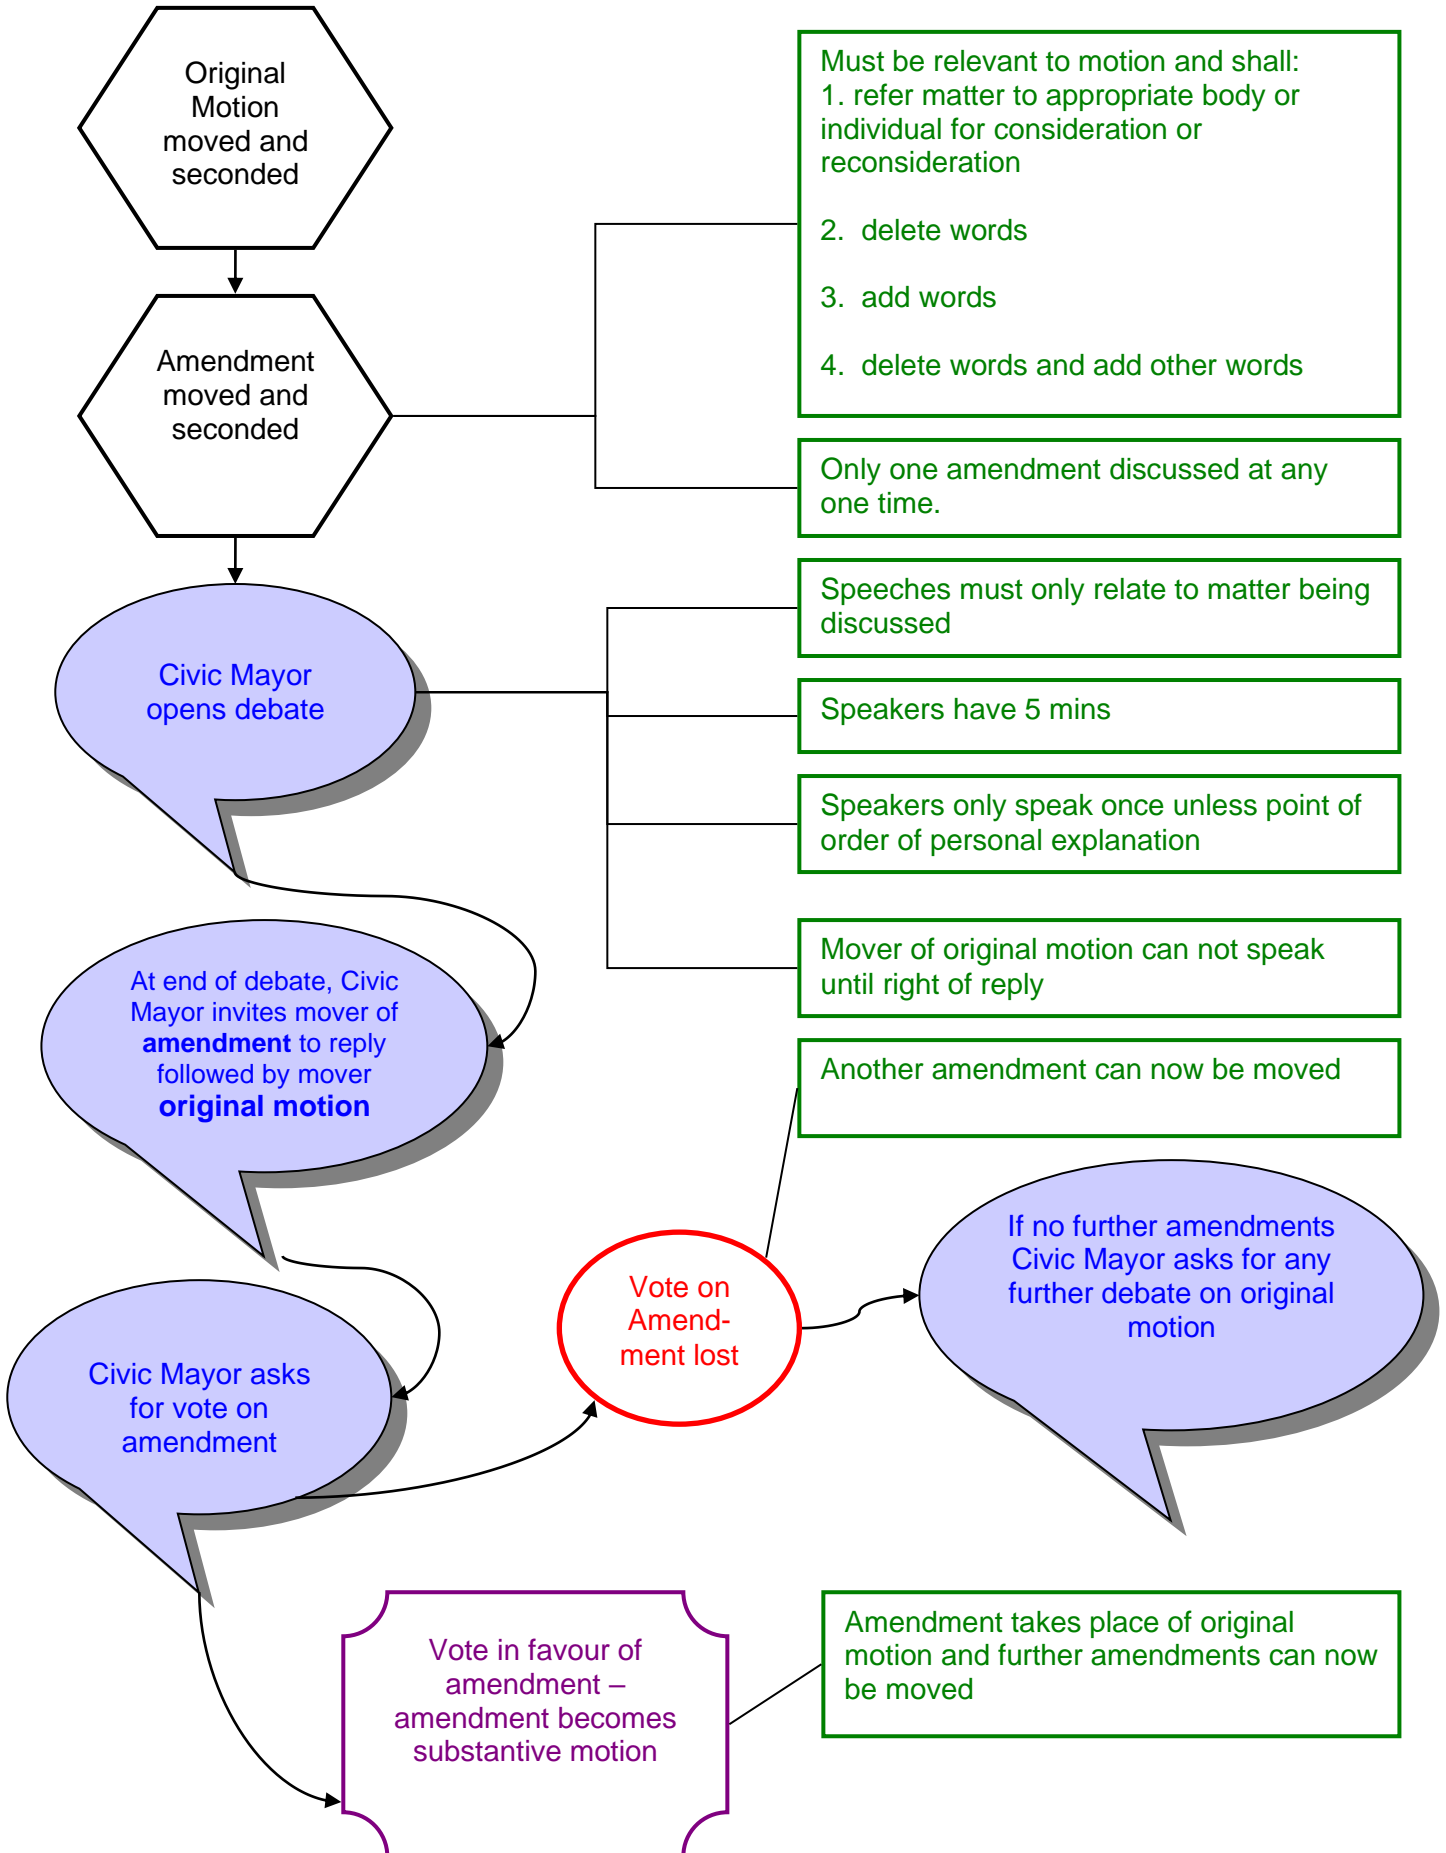 Original
Motion
moved and
seconded
Must be relevant to motion and shall:
1. refer matter to appropriate body or
individual for consideration or
reconsideration
2. delete words
3. add words
4. delete words and add other words
Amendment
moved and
seconded
Only one amendment discussed at any
one time.
Civic Mayor
opens debate
Speeches must only relate to matter being
discussed
Speakers have 5 mins
Speakers only speak once unless point of
order of personal explanation
Mover of original motion can not speak
until right of reply
At end of debate, Civic
Mayor invites mover of
amendment to reply
followed by mover
original motion
Another amendment can now be moved
Civic Mayor asks
for vote on
amendment
Vote on
Amend-
ment lost
If no further amendments
Civic Mayor asks for any
further debate on original
motion
Vote in favour of
amendment –
amendment becomes
substantive motion
Amendment takes place of original
motion and further amendments can now
be moved